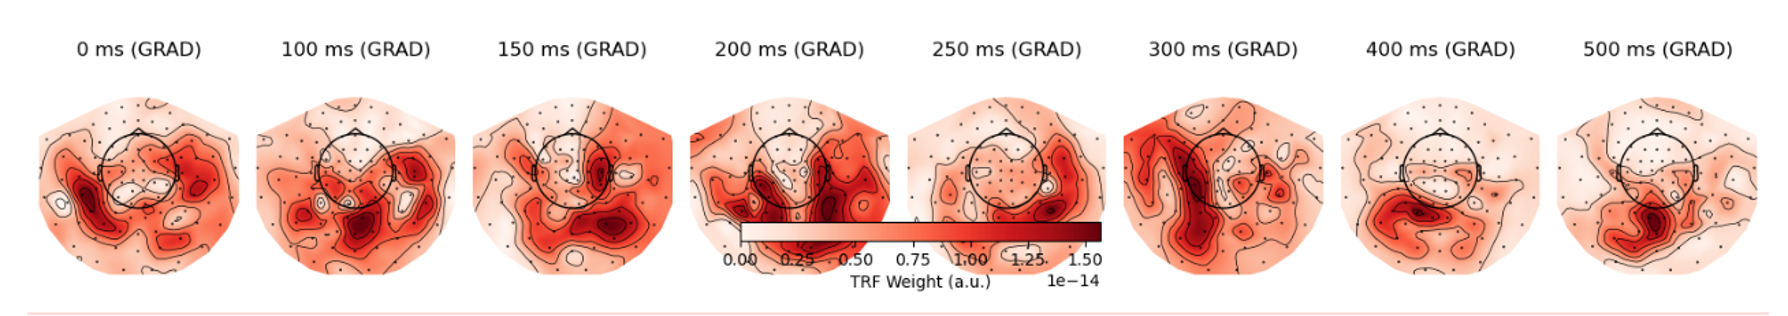 0 ms (GRAD) 100 ms (GRAD) 150 ms (GRAD) 200 ms (GRAD) 250 ms (GRAD) 300 ms (GRAD) 400 ms (GRAD) 500 ms (GRAD)
0.00 0.25 0.50 0.75 1.00 1.25 1.50
TRF Weight (a.u.) 1e−14